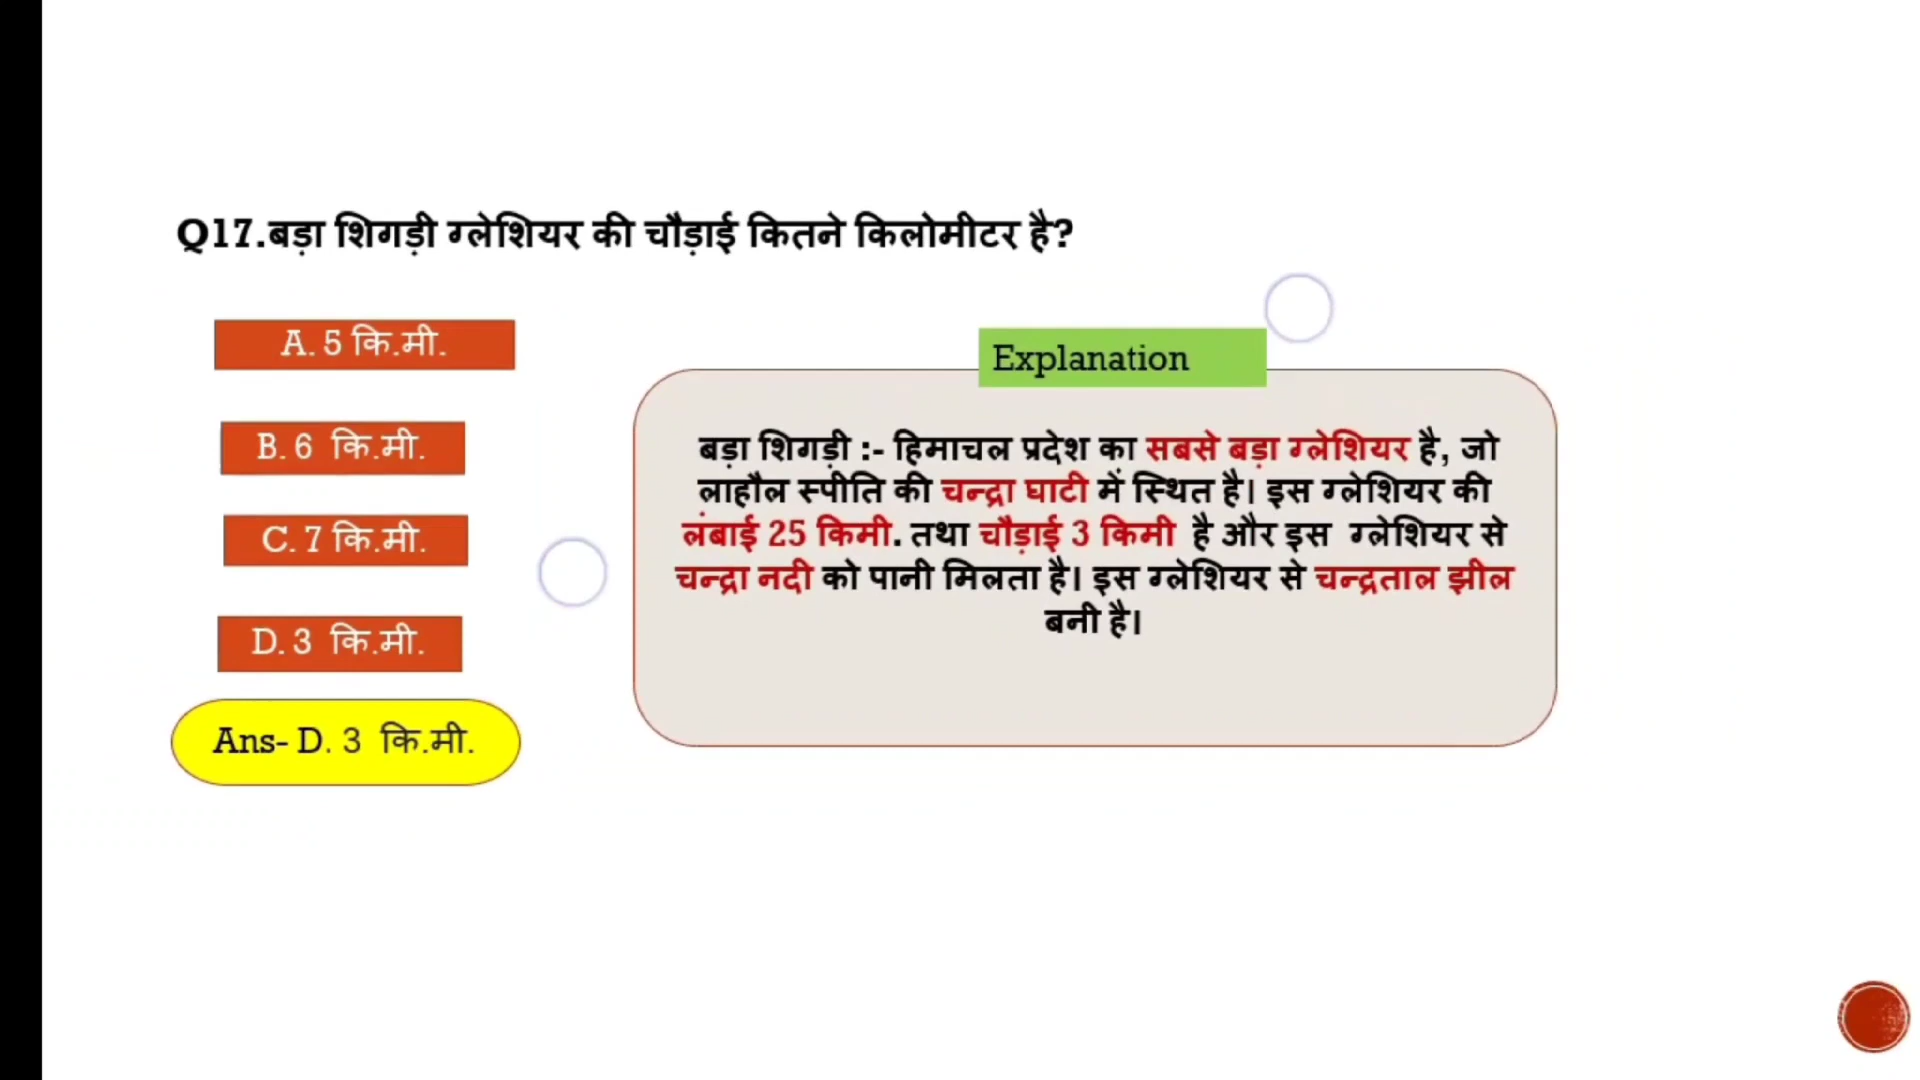 Q17.बड़ा शिगड़ी ग्लेशियर की चौड़ाई कितने किलोमीटर है?
A. 5 कि.मी.
B. 6 कि.मी.
C. 7 कि.मी.
D. 3 कि.मी.
Ans- D. 3 कि.मी.
Explanation
बड़ा शिगड़ी :- हिमाचल प्रदेश का सबसे बड़ा ग्लेशियर है, जो
लाहौल स्पीति की चन्द्रा घाटी में स्थित है। इस ग्लेशियर की
लंबाई 25 किमी. तथा चौड़ाई 3 किमी है और इस ग्लेशियर से
चन्द्रा नदी को पानी मिलता है। इस ग्लेशियर से चन्द्रताल झील
बनी है।